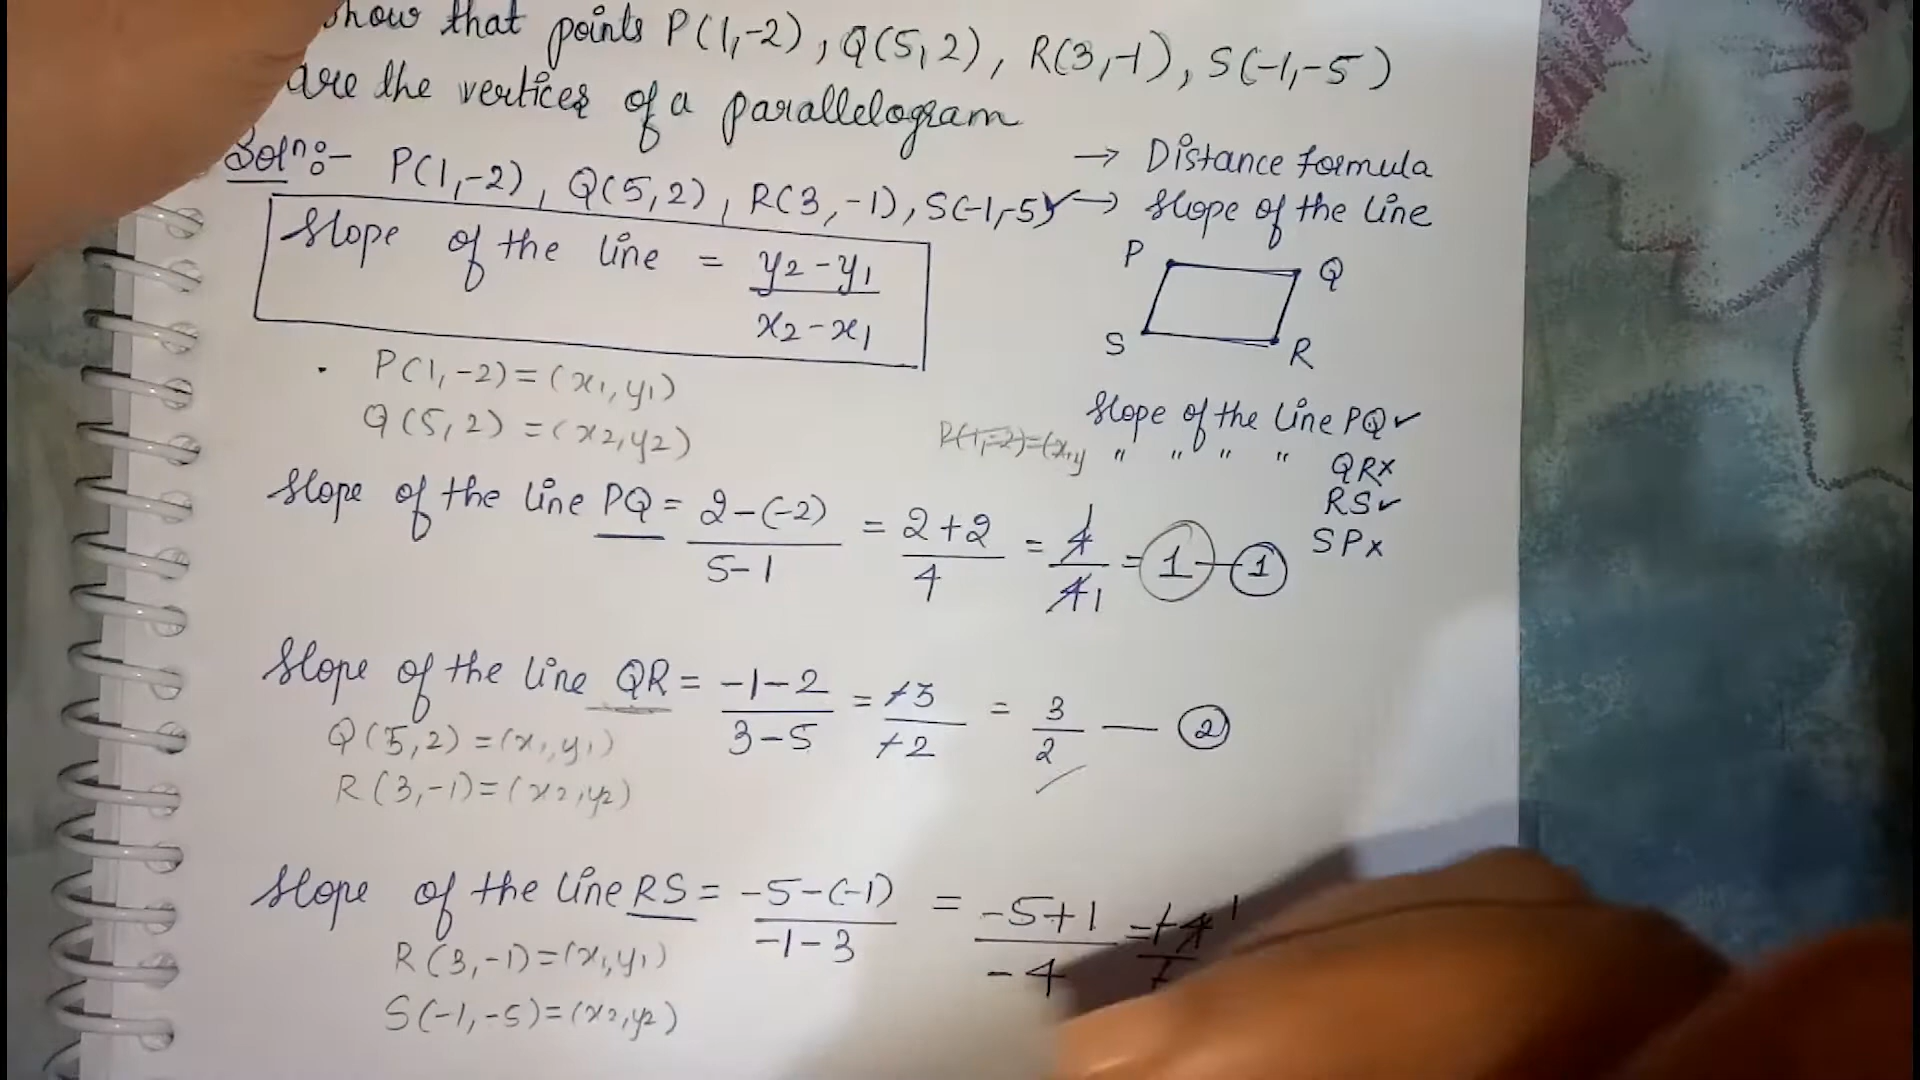 show that points P(1,-2), Q(5,2), R(3,-1), S(-1,-5)
are the vertices of a parallelogram
Solⁿ:- P(1,-2), Q(5,2), R(3,-1), S(-1,-5)
→ Distance formula
✓→ Slope of the line
Slope of the line = y2-y1 / x2-x1
P Q
S R
P(1,-2)=(x1,y1)
Q(5,2)=(x2,y2)
Slope of the line PQ✓
" " " " QR×
RS✓
SP×
Slope of the line PQ = 2-(-2) / 5-1 = 2+2 / 4 = 4 1 / 4 1 = 1 — 1
Slope of the line QR = -1-2 / 3-5 = -3 / -2 = 3 / 2 — 2
Q(5,2)=(x1,y1)
R(3,-1)=(x2,y2)
Slope of the line RS = -5-(-1) / -1-3 = -5+1 / -4 = -4 1
R(3,-1)=(x1,y1)
S(-1,-5)=(x2,y2)